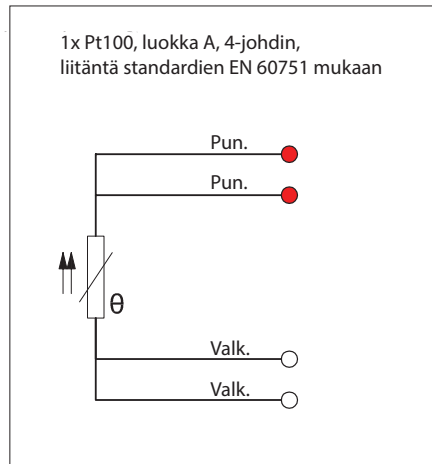 1x Pt100, luokka A, 4-johdin,
liitäntä standardien EN 60751 mukaan
Pun.
Pun.
θ
Valk.
Valk.